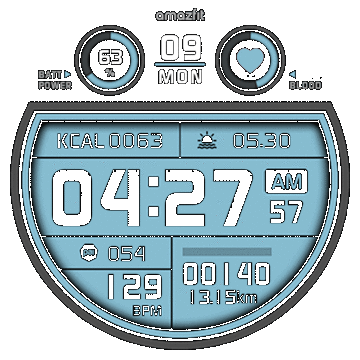 amazfit
63
%
09
MON
BATT
POWER
BLOOD
KCAL 0063
05.30
04:27
AM
57
054
129
BPM
00140
13.15km